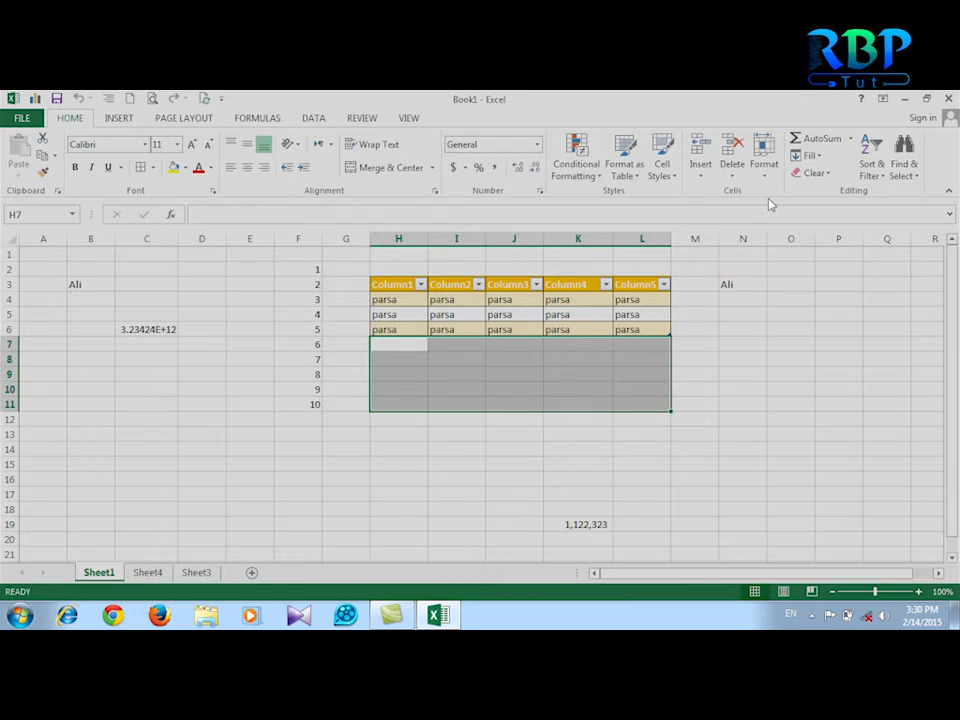 RBP
Tut
Book1 - Excel
Sign in
FILE HOME INSERT PAGE LAYOUT FORMULAS DATA REVIEW VIEW
Paste
Calibri 11
B I U A
Wrap Text
Merge & Center
General
$ % ,
Conditional Formatting
Format as Table
Cell Styles
Insert
Delete
Format
AutoSum
Fill
Clear
Sort & Filter
Find & Select
Clipboard Font Alignment Number Styles Cells Editing
H7 fx
A B C D E F G H I J K L M N O P Q R
1
2 1
3 Ali 2 Column1 Column2 Column3 Column4 Column5 Ali
4 3 parsa parsa parsa parsa parsa
5 4 parsa parsa parsa parsa parsa
6 3.23424E+12 5 parsa parsa parsa parsa parsa
7 6
8 7
9 8
10 9
11 10
12
13
14
15
16
17
18
19 1,122,323
20
21
Sheet1 Sheet4 Sheet3
READY 100%
EN 3:30 PM
2/14/2015